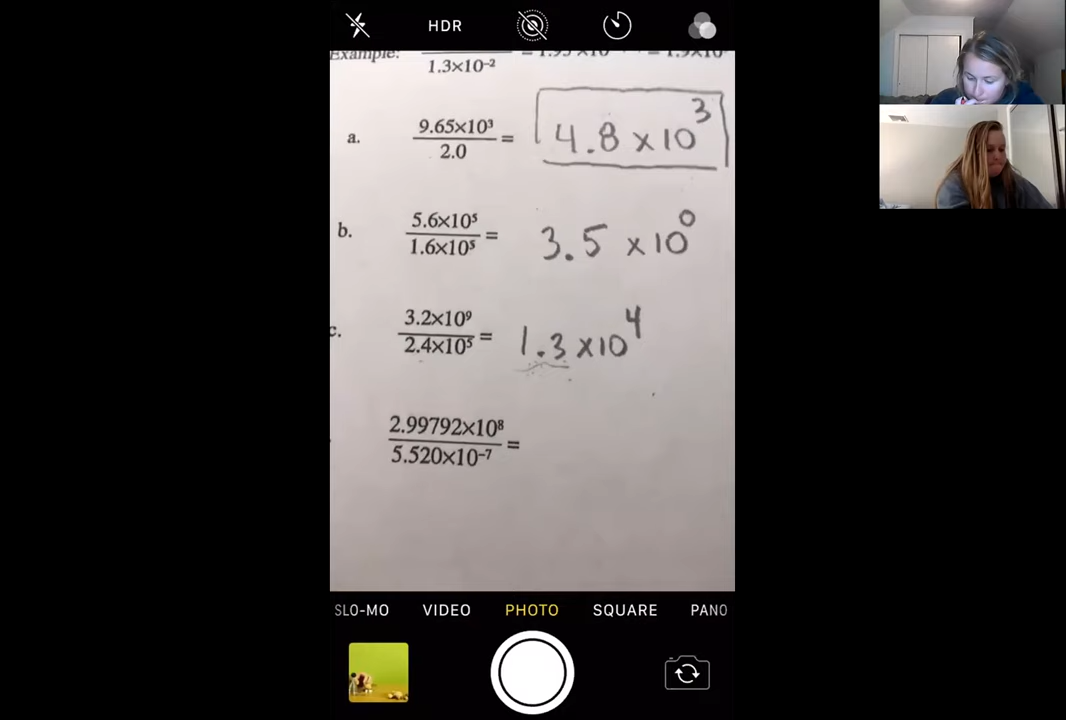 HDR
Example: 1.3×10⁻²
a. 9.65×10³ / 2.0 = 4.8 x 10³
b. 5.6×10⁵ / 1.6×10⁵ = 3.5 x 10⁰
c. 3.2×10⁹ / 2.4×10⁵ = 1.3 x 10⁴
2.99792×10⁸ / 5.520×10⁻⁷ =
SLO-MO VIDEO PHOTO SQUARE PANO